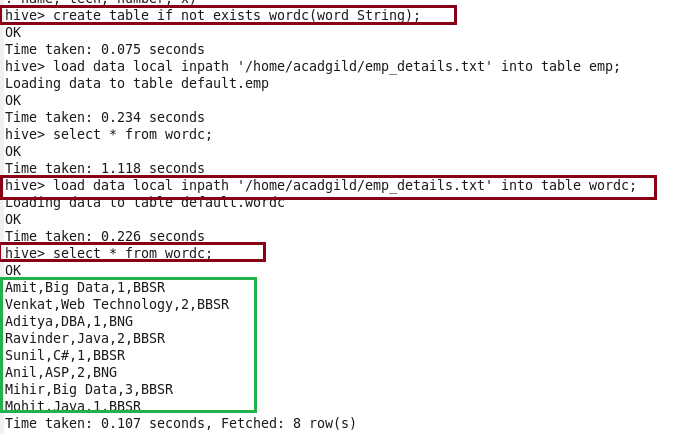 : name, tech, number, x)
hive> create table if not exists wordc(word String);
OK
Time taken: 0.075 seconds
hive> load data local inpath '/home/acadgild/emp_details.txt' into table emp;
Loading data to table default.emp
OK
Time taken: 0.234 seconds
hive> select * from wordc;
OK
Time taken: 1.118 seconds
hive> load data local inpath '/home/acadgild/emp_details.txt' into table wordc;
Loading data to table default.wordc
OK
Time taken: 0.226 seconds
hive> select * from wordc;
OK
Amit,Big Data,1,BBSR
Venkat,Web Technology,2,BBSR
Aditya,DBA,1,BNG
Ravinder,Java,2,BBSR
Sunil,C#,1,BBSR
Anil,ASP,2,BNG
Mihir,Big Data,3,BBSR
Mohit,Java,1,BBSR
Time taken: 0.107 seconds, Fetched: 8 row(s)